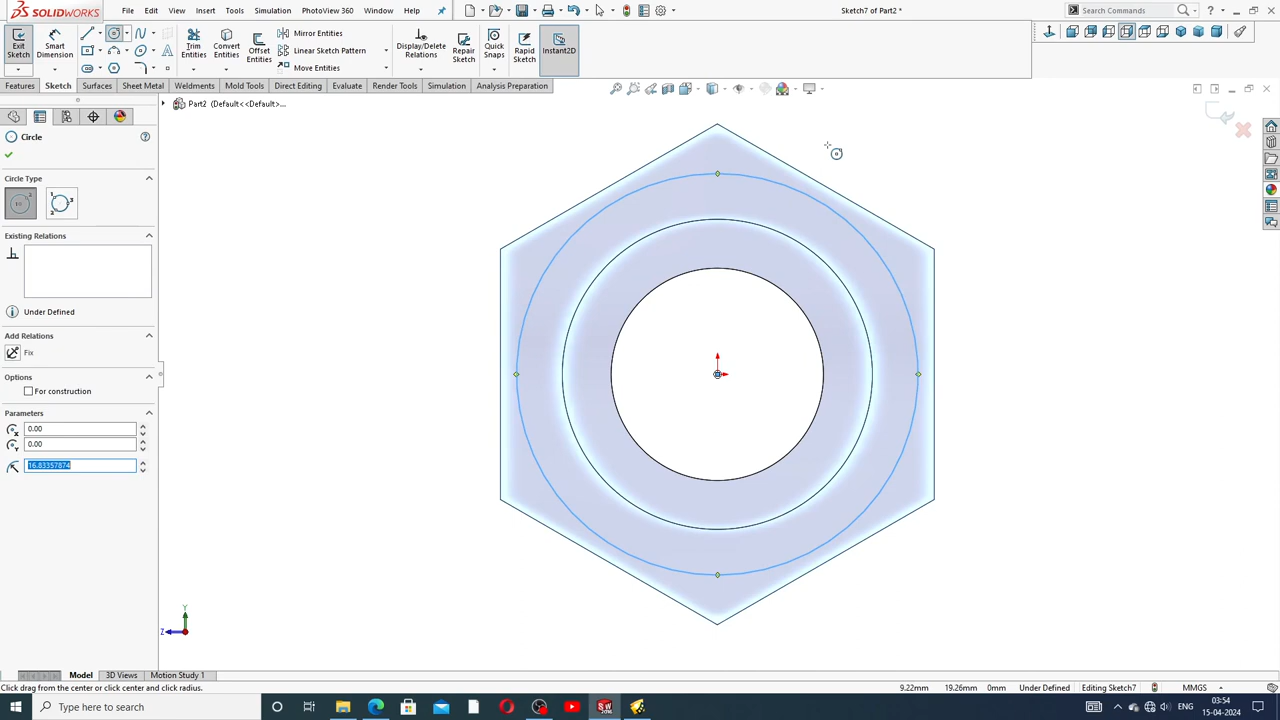 SOLIDWORKS File Edit View Insert Tools Simulation PhotoView 360 Window Help Sketch7 of Part2 * Search Commands
Exit Sketch
Smart Dimension
Trim Entities
Convert Entities
Offset Entities
Mirror Entities
Linear Sketch Pattern
Move Entities
Display/Delete Relations
Repair Sketch
Quick Snaps
Rapid Sketch
Instant2D
Features Sketch Surfaces Sheet Metal Weldments Mold Tools Direct Editing Evaluate Render Tools Simulation Analysis Preparation
Part2 (Default<<Default>...
Circle
Circle Type
Existing Relations
Under Defined
Add Relations
Fix
Options
For construction
Parameters
0.00
0.00
16.83357874
Y
Z
Model 3D Views Motion Study 1
Click drag from the center or click center and click radius. 9.22mm 19.26mm 0mm Under Defined Editing Sketch7 MMGS
Type here to search
ENG
03:54
15-04-2024